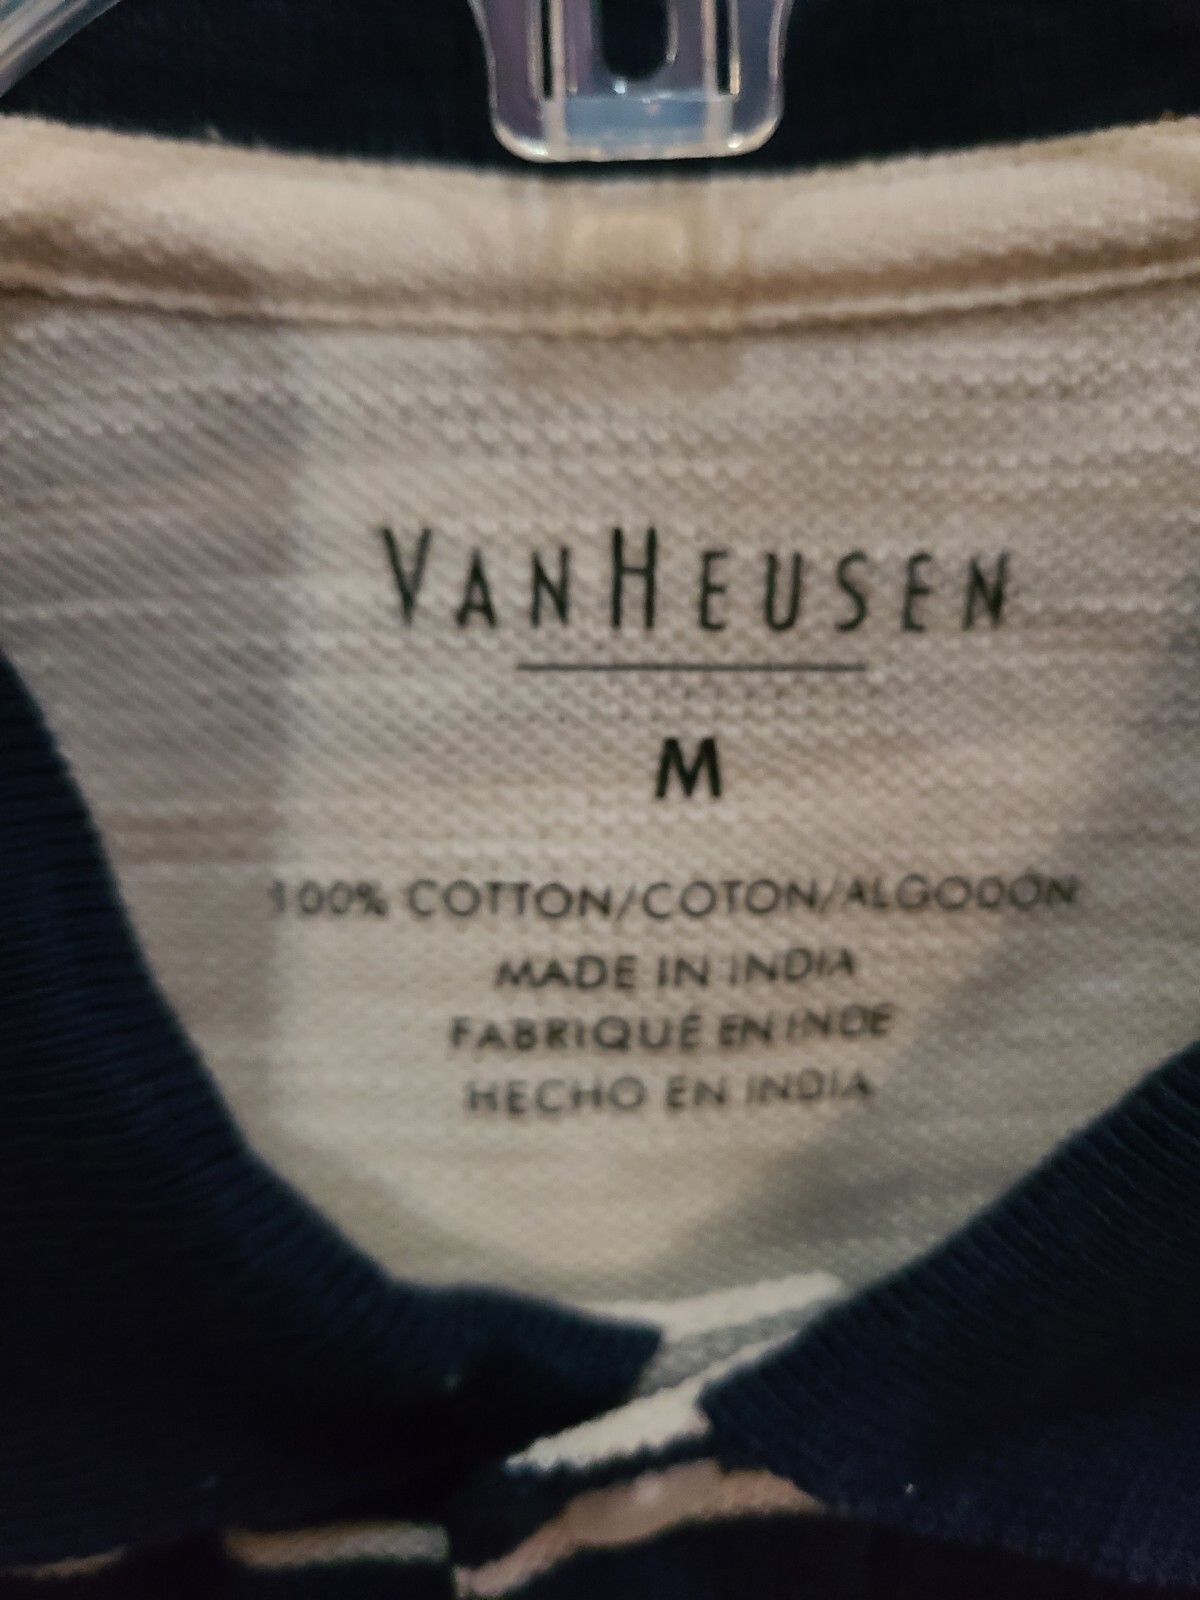 VANHEUSEN
M
100% COTTON/COTON/ALGODÓN
MADE IN INDIA
FABRIQUÉ EN INDE
HECHO EN INDIA